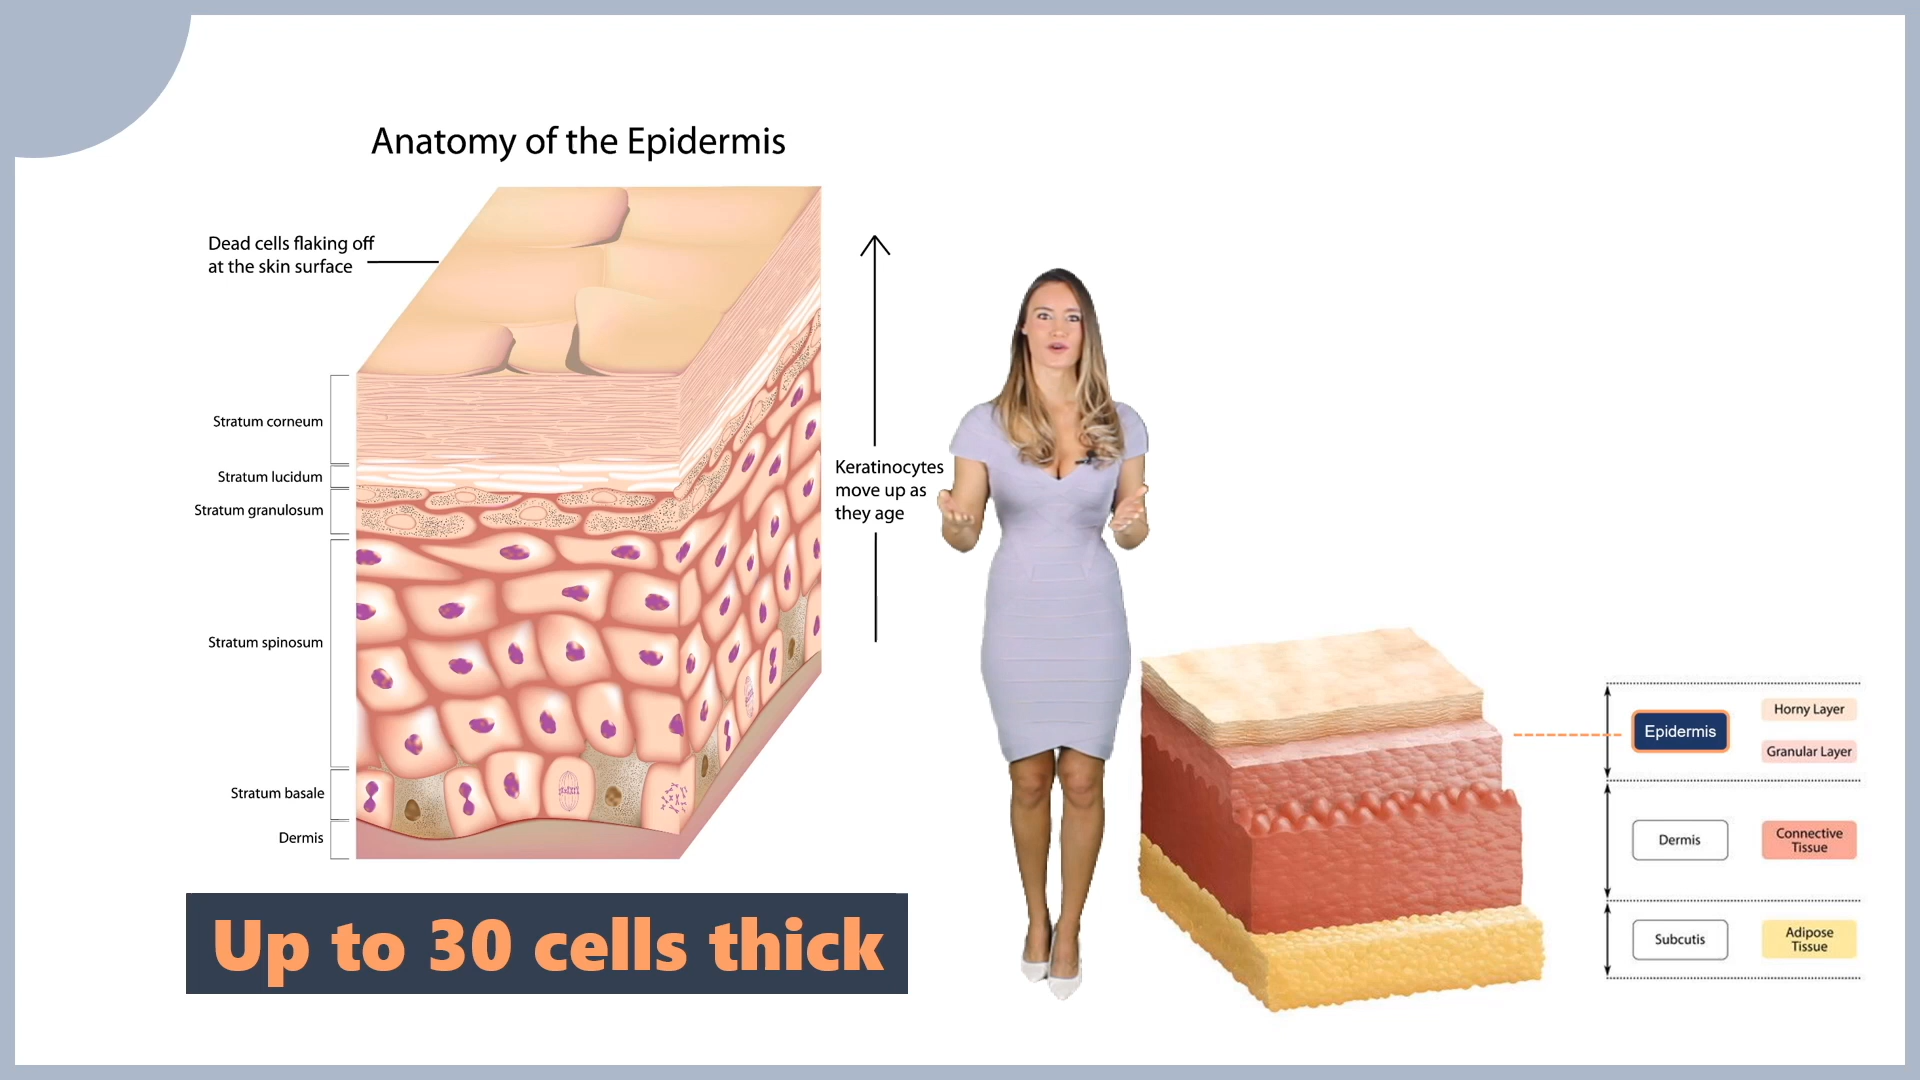 Anatomy of the Epidermis
Dead cells flaking off
at the skin surface
Stratum corneum
Stratum lucidum
Stratum granulosum
Stratum spinosum
Stratum basale
Dermis
Keratinocytes
move up as
they age
Up to 30 cells thick
Epidermis
Horny Layer
Granular Layer
Dermis
Connective
Tissue
Subcutis
Adipose
Tissue